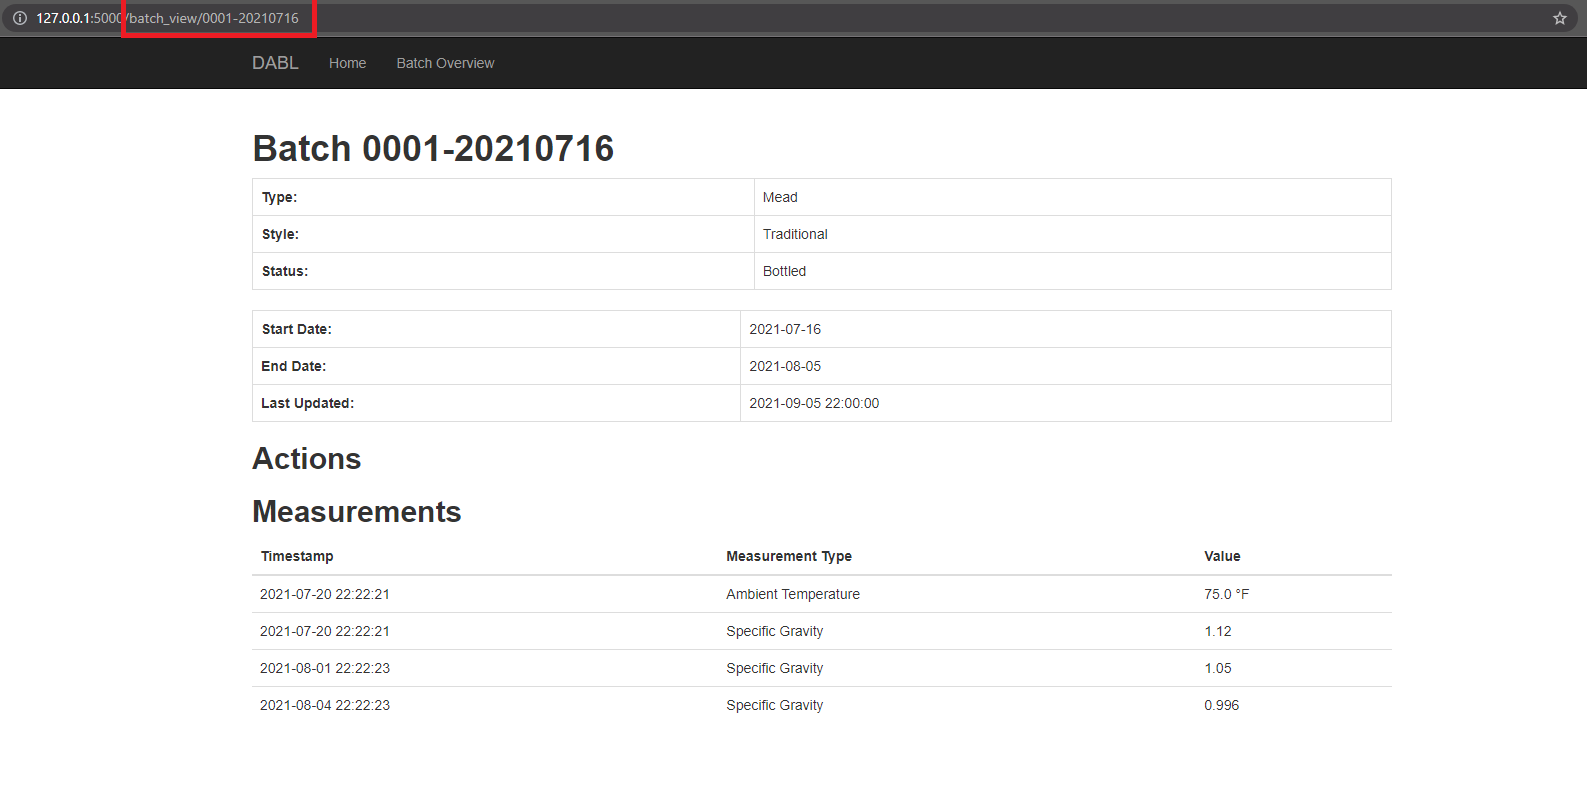 127.0.0.1:5000/batch_view/0001-20210716
DABL Home Batch Overview
Batch 0001-20210716
Type: Mead
Style: Traditional
Status: Bottled
Start Date: 2021-07-16
End Date: 2021-08-05
Last Updated: 2021-09-05 22:00:00
Actions
Measurements
Timestamp Measurement Type Value
2021-07-20 22:22:21 Ambient Temperature 75.0 °F
2021-07-20 22:22:21 Specific Gravity 1.12
2021-08-01 22:22:23 Specific Gravity 1.05
2021-08-04 22:22:23 Specific Gravity 0.996